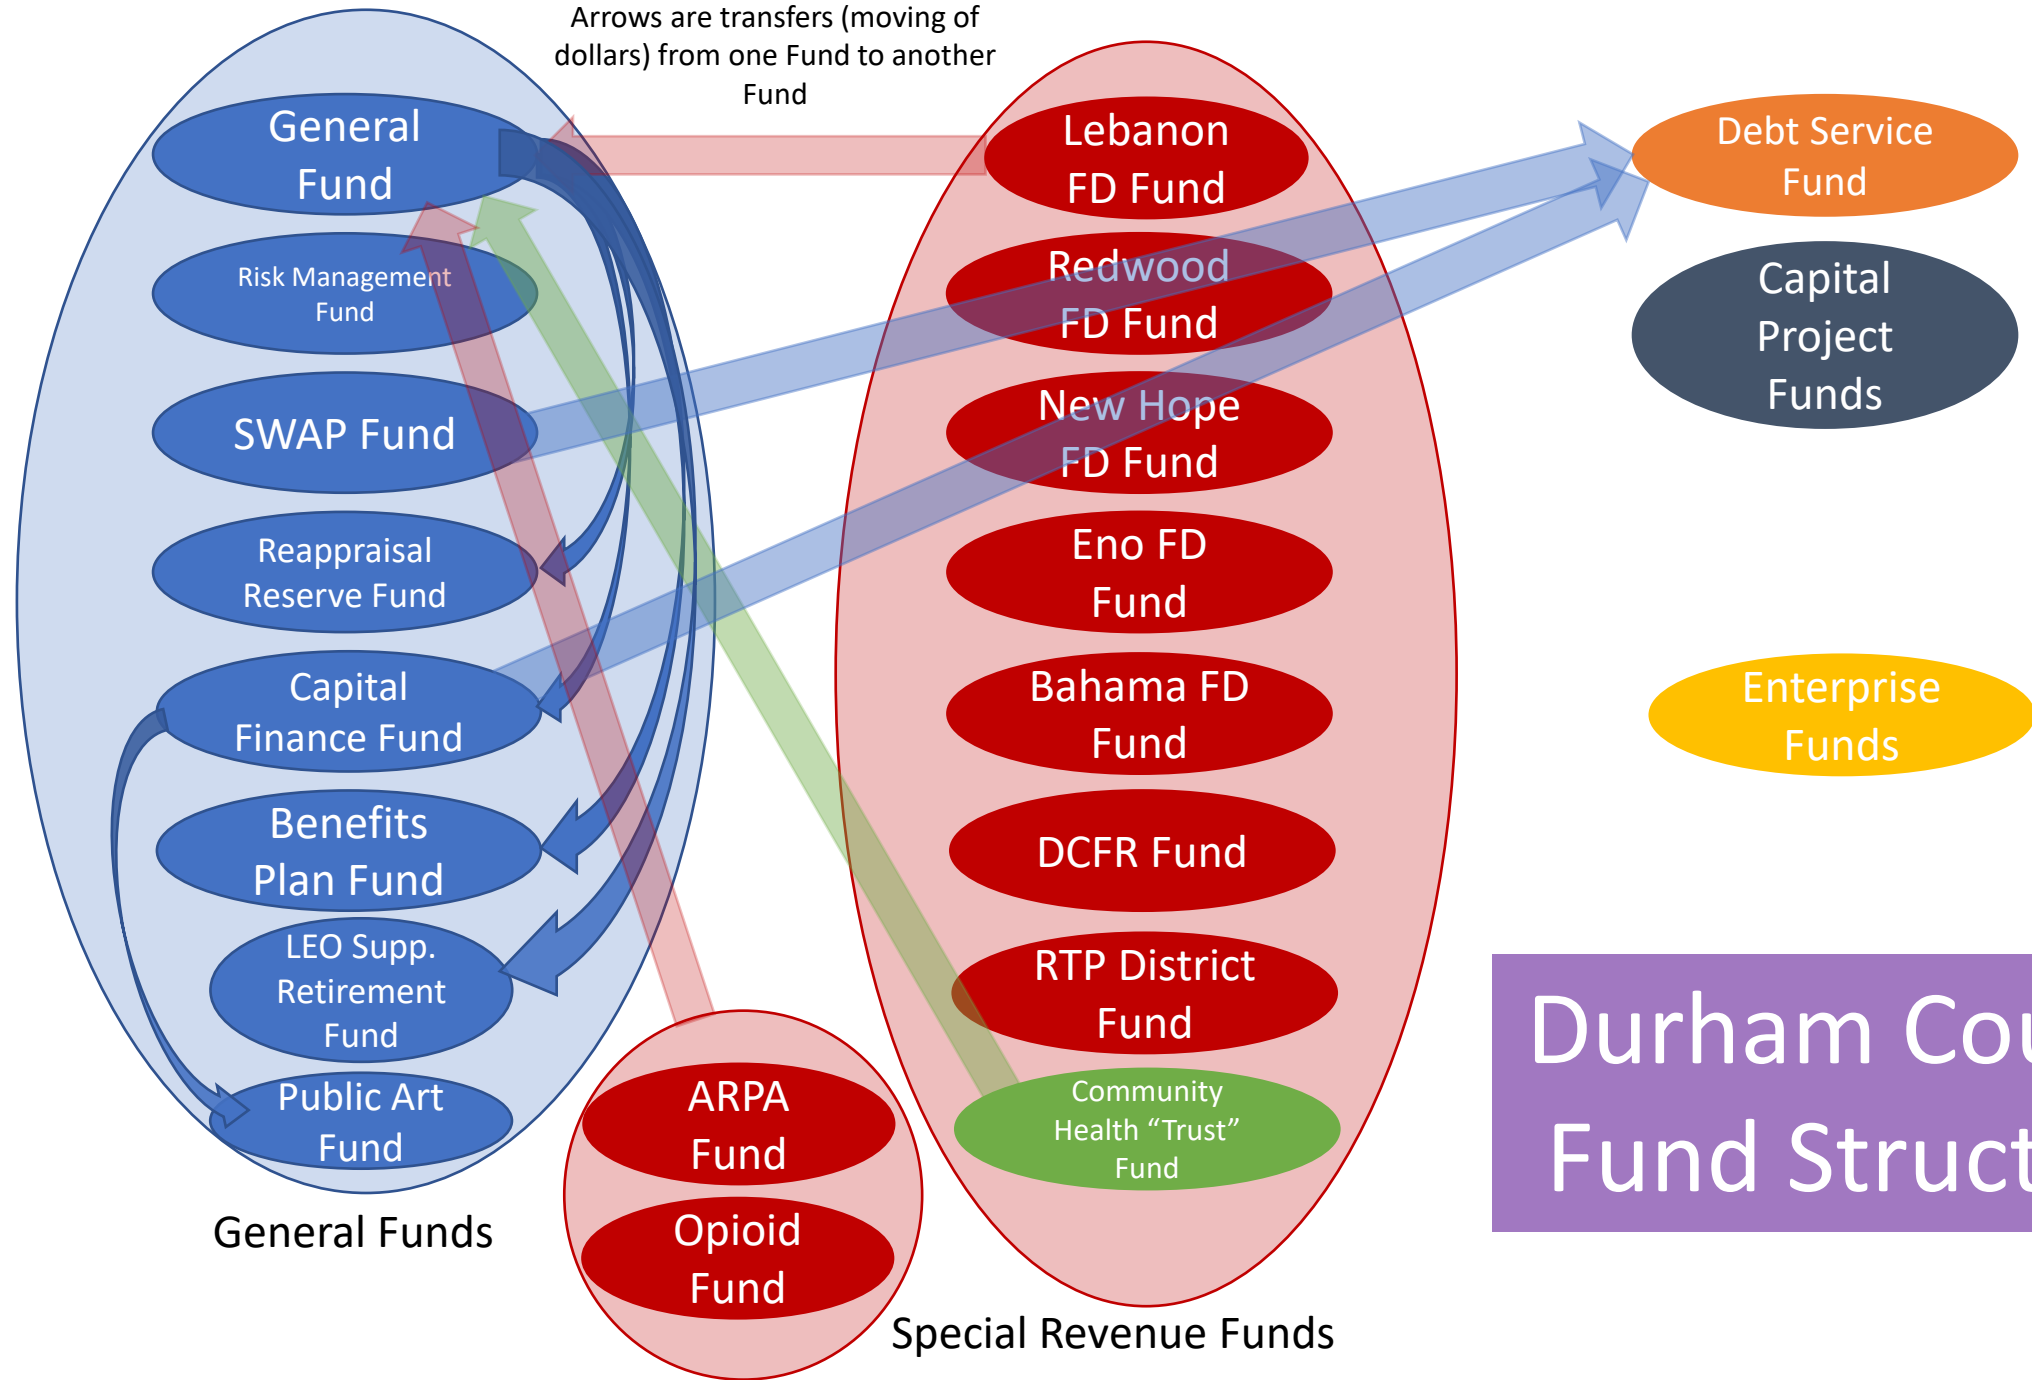 Arrows are transfers (moving of
dollars) from one Fund to another
Fund
General
Fund
Risk Management
Fund
SWAP Fund
Reappraisal
Reserve Fund
Capital
Finance Fund
Benefits
Plan Fund
LEO Supp.
Retirement
Fund
Public Art
Fund
General Funds
ARPA
Fund
Opioid
Fund
Lebanon
FD Fund
Redwood
FD Fund
New Hope
FD Fund
Eno FD
Fund
Bahama FD
Fund
DCFR Fund
RTP District
Fund
Community
Health “Trust”
Fund
Special Revenue Funds
Debt Service
Fund
Capital
Project
Funds
Enterprise
Funds
Durham Cou
Fund Struct